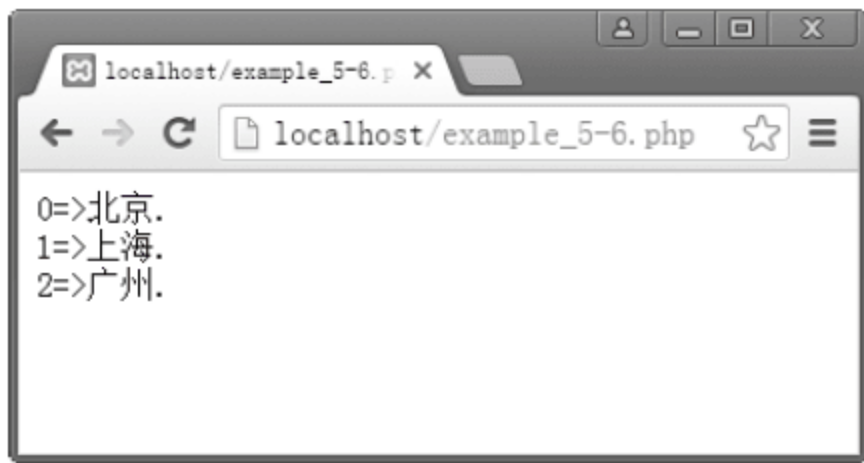 localhost/example_5-6.p
localhost/example_5-6.php
0=>北京.
1=>上海.
2=>广州.